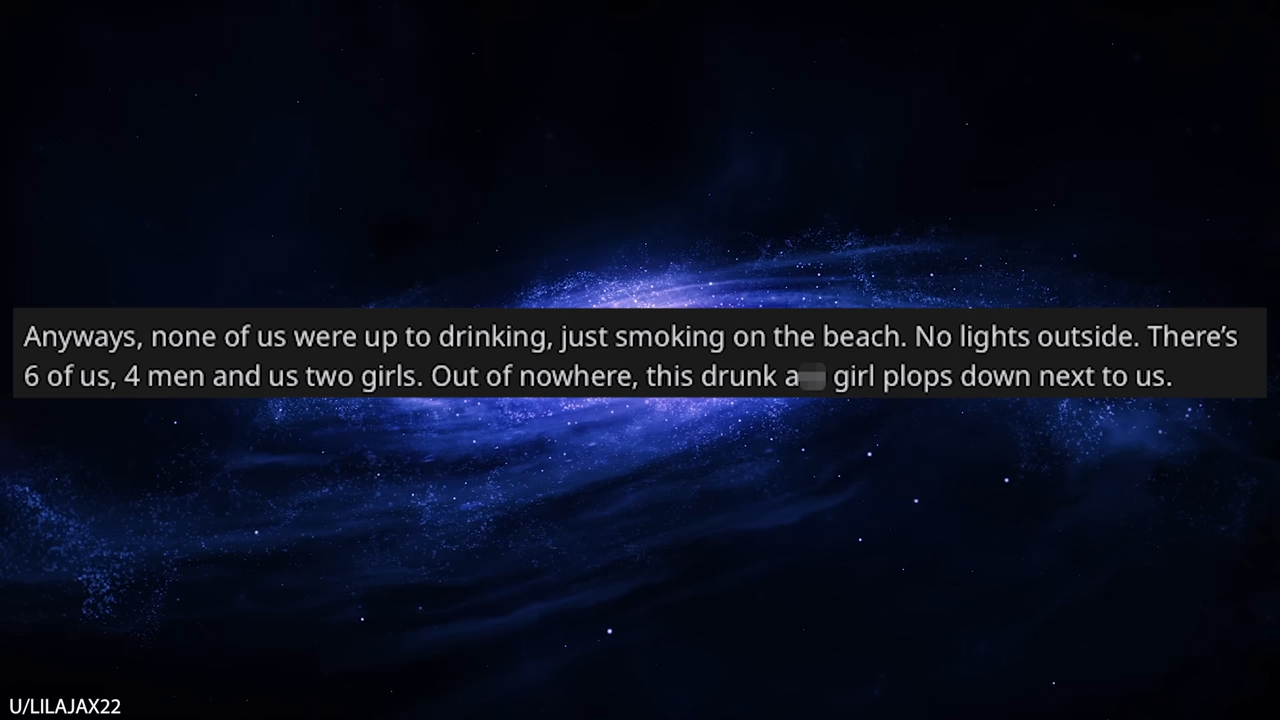 Anyways, none of us were up to drinking, just smoking on the beach. No lights outside. There’s
6 of us, 4 men and us two girls. Out of nowhere, this drunk a girl plops down next to us.
U/LILAJAX22